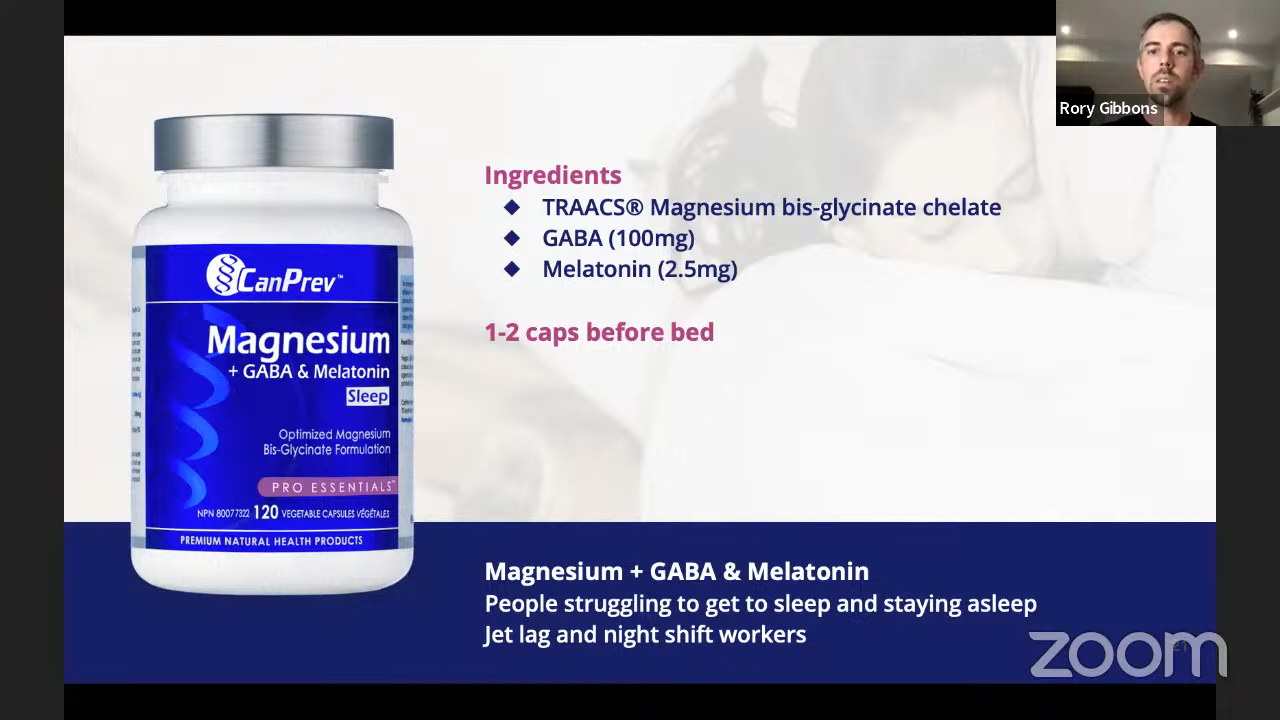 Rory Gibbons
Ingredients
TRAACS® Magnesium bis-glycinate chelate
GABA (100mg)
Melatonin (2.5mg)
1-2 caps before bed
CanPrev™
Magnesium
+ GABA & Melatonin
Sleep
Optimized Magnesium
Bis-Glycinate Formulation
PRO ESSENTIALS™
NPN 80077322 120 VEGETABLE CAPSULES VÉGÉTALES
PREMIUM NATURAL HEALTH PRODUCTS
Magnesium + GABA & Melatonin
People struggling to get to sleep and staying asleep
Jet lag and night shift workers
21
zoom